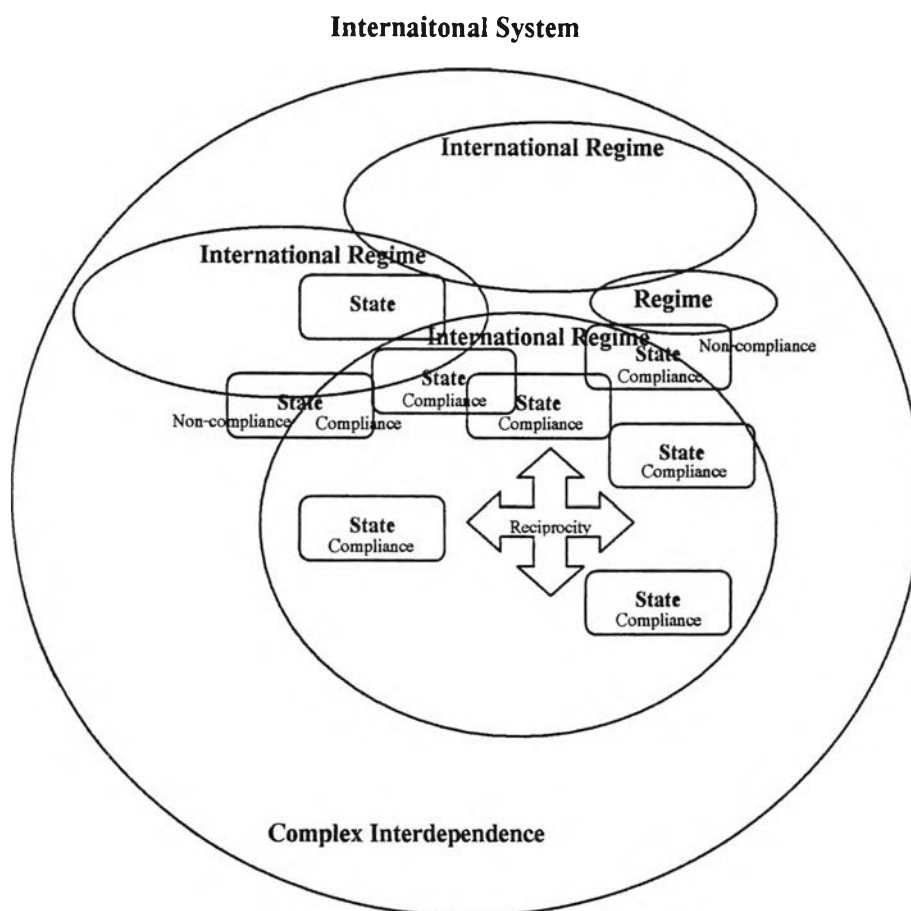 Internaitonal System
International Regime
International Regime
State
Regime
International Regime
State
Compliance
Non-compliance
State
Compliance
State
Compliance
State
Non-compliance
Compliance
State
Compliance
State
Compliance
Reciprocity
State
Compliance
Complex Interdependence